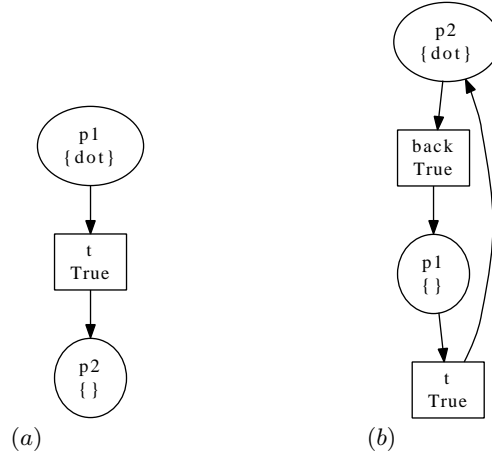 p1
{dot}
t
True
p2
{}
(a)
p2
{dot}
back
True
p1
{}
t
True
(b)